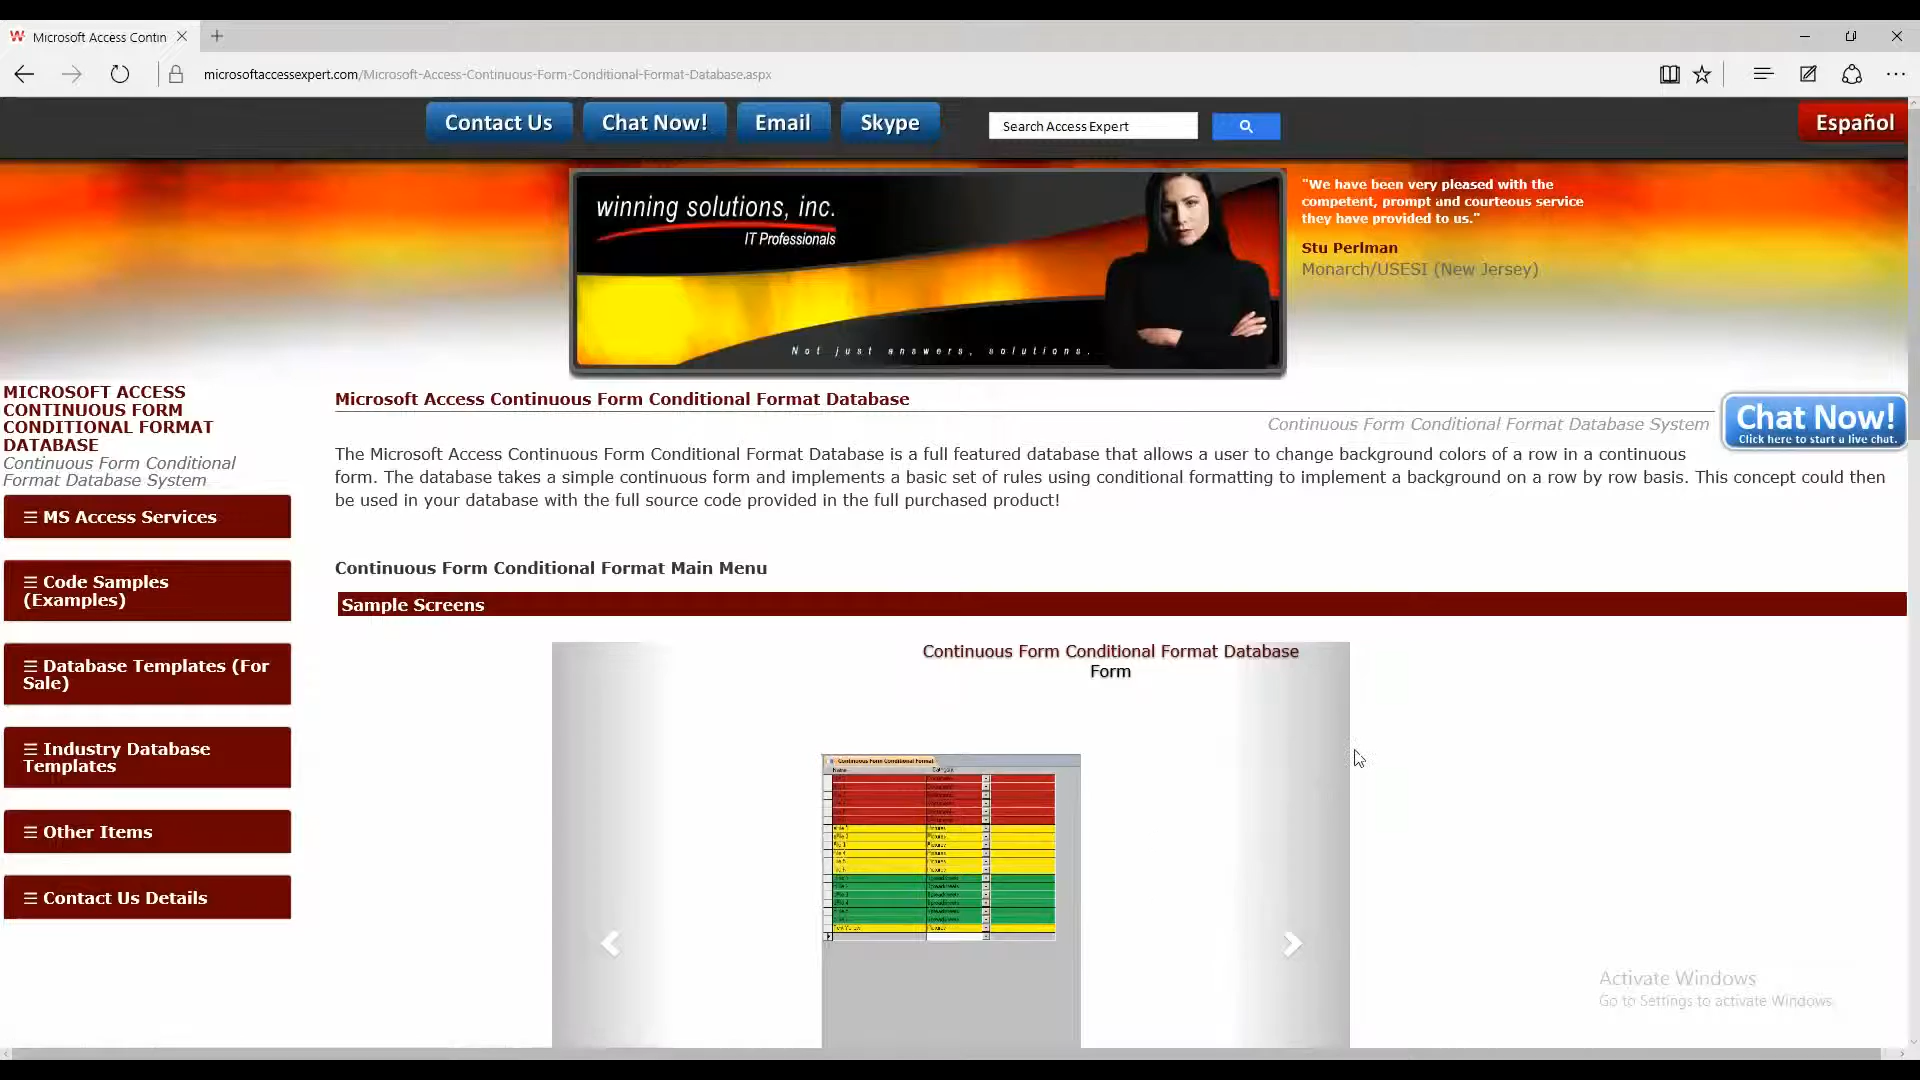 Microsoft Access Contin
microsoftaccessexpert.com/Microsoft-Access-Continuous-Form-Conditional-Format-Database.aspx
Contact Us
Chat Now!
Email
Skype
Search Access Expert
Español
winning solutions, inc.
IT Professionals
Not just answers, solutions.
"We have been very pleased with the
competent, prompt and courteous service
they have provided to us."
Stu Perlman
Monarch/USESI (New Jersey)
MICROSOFT ACCESS
CONTINUOUS FORM
CONDITIONAL FORMAT
DATABASE
Continuous Form Conditional
Format Database System
MS Access Services
Code Samples
(Examples)
Database Templates (For
Sale)
Industry Database
Templates
Other Items
Contact Us Details
Microsoft Access Continuous Form Conditional Format Database
Continuous Form Conditional Format Database System
Chat Now!
Click here to start a live chat.
The Microsoft Access Continuous Form Conditional Format Database is a full featured database that allows a user to change background colors of a row in a continuous
form. The database takes a simple continuous form and implements a basic set of rules using conditional formatting to implement a background on a row by row basis. This concept could then
be used in your database with the full source code provided in the full purchased product!
Continuous Form Conditional Format Main Menu
Sample Screens
Continuous Form Conditional Format Database
Form
Continuous Form Conditional Format
Name
Category
Activate Windows
Go to Settings to activate Windows.